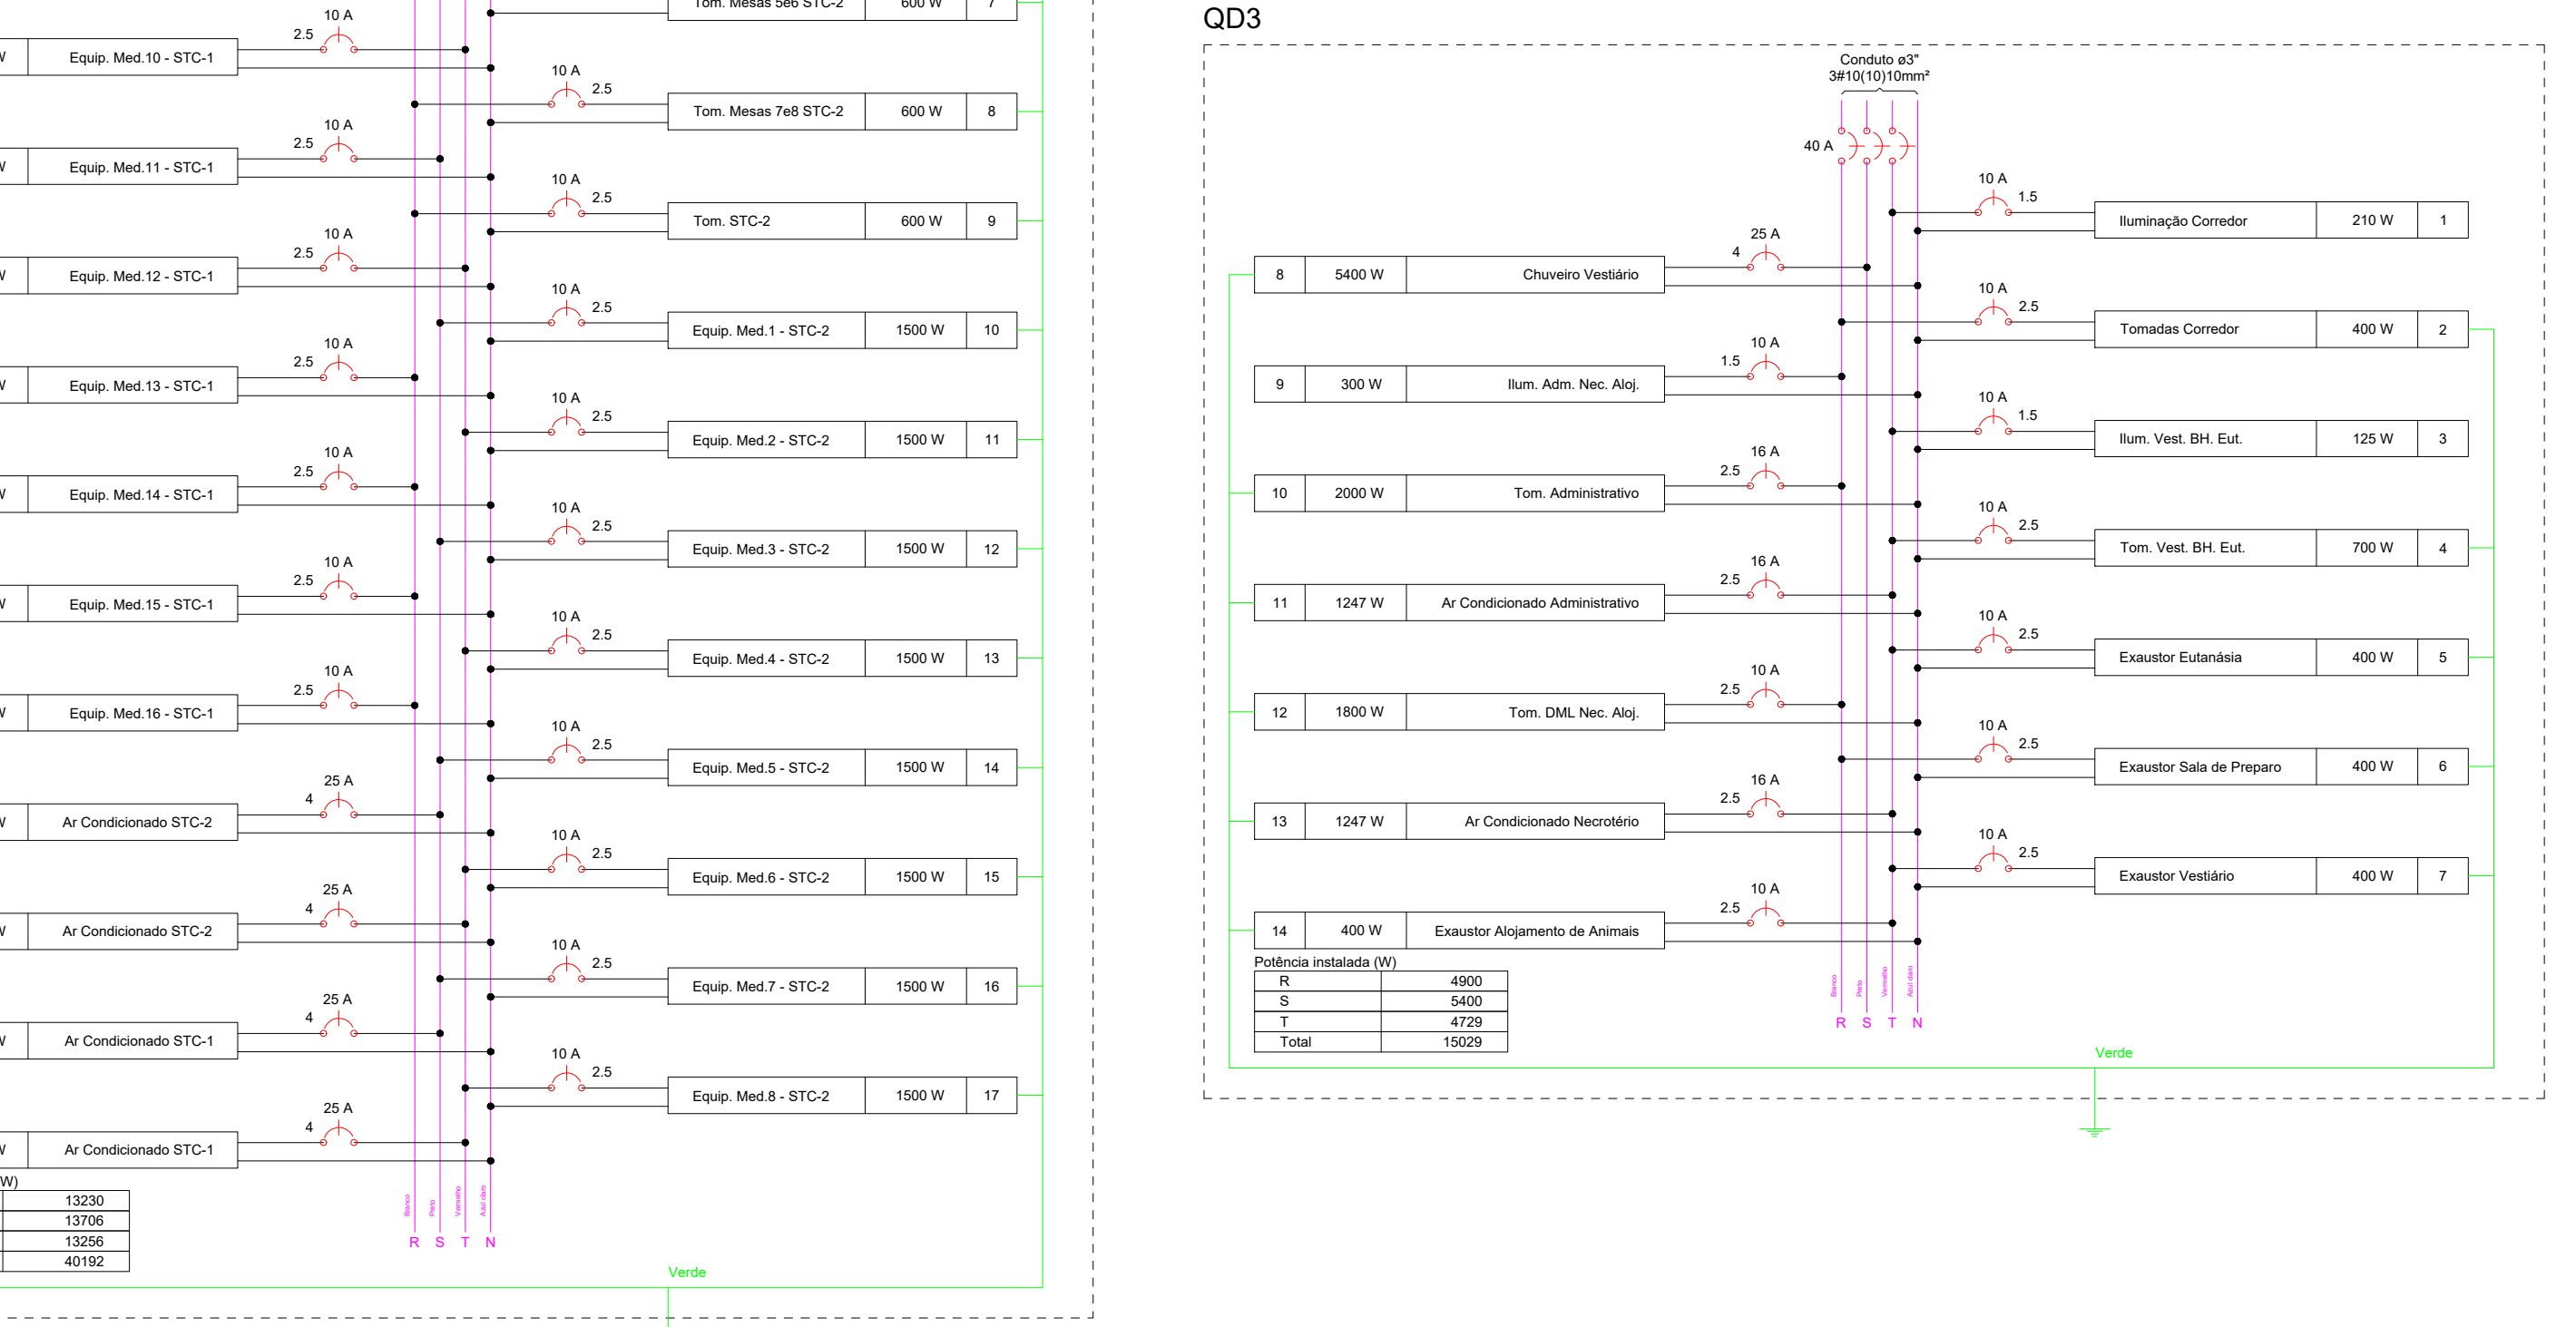 Tom. Mesas 5e6 STC-2 600 W 7
10 A
2.5
W Equip. Med.10 - STC-1
10 A
2.5
Tom. Mesas 7e8 STC-2 600 W 8
10 A
2.5
W Equip. Med.11 - STC-1
10 A
2.5
Tom. STC-2 600 W 9
10 A
2.5
W Equip. Med.12 - STC-1
10 A
2.5
Equip. Med.1 - STC-2 1500 W 10
10 A
2.5
W Equip. Med.13 - STC-1
10 A
2.5
Equip. Med.2 - STC-2 1500 W 11
10 A
2.5
W Equip. Med.14 - STC-1
10 A
2.5
Equip. Med.3 - STC-2 1500 W 12
10 A
2.5
W Equip. Med.15 - STC-1
10 A
2.5
Equip. Med.4 - STC-2 1500 W 13
10 A
2.5
W Equip. Med.16 - STC-1
10 A
2.5
Equip. Med.5 - STC-2 1500 W 14
25 A
4
W Ar Condicionado STC-2
10 A
2.5
Equip. Med.6 - STC-2 1500 W 15
25 A
4
W Ar Condicionado STC-2
10 A
2.5
Equip. Med.7 - STC-2 1500 W 16
25 A
4
W Ar Condicionado STC-1
10 A
2.5
Equip. Med.8 - STC-2 1500 W 17
25 A
4
W Ar Condicionado STC-1
W)
13230
13706
13256
40192
Branco Preto Vermelho Azul claro
R S T N
Verde
QD3
Conduto ø3"
3#10(10)10mm²
40 A
10 A
1.5
Iluminação Corredor 210 W 1
25 A
4
8 5400 W Chuveiro Vestiário
10 A
2.5
Tomadas Corredor 400 W 2
10 A
1.5
9 300 W Ilum. Adm. Nec. Aloj.
10 A
1.5
Ilum. Vest. BH. Eut. 125 W 3
16 A
2.5
10 2000 W Tom. Administrativo
10 A
2.5
Tom. Vest. BH. Eut. 700 W 4
16 A
2.5
11 1247 W Ar Condicionado Administrativo
10 A
2.5
Exaustor Eutanásia 400 W 5
10 A
2.5
12 1800 W Tom. DML Nec. Aloj.
10 A
2.5
Exaustor Sala de Preparo 400 W 6
16 A
2.5
13 1247 W Ar Condicionado Necrotério
10 A
2.5
Exaustor Vestiário 400 W 7
10 A
2.5
14 400 W Exaustor Alojamento de Animais
Potência instalada (W)
R 4900
S 5400
T 4729
Total 15029
Branco Preto Vermelho Azul claro
R S T N
Verde